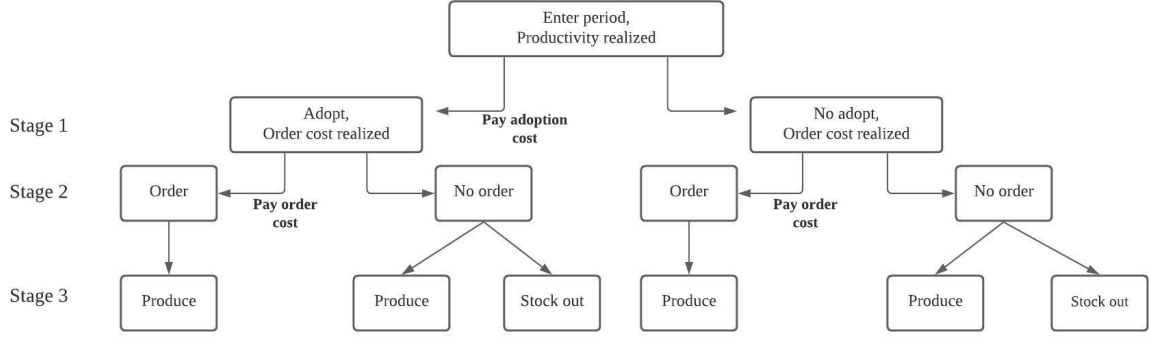 Enter period,
Productivity realized
Stage 1
Adopt,
Order cost realized
Pay adoption
cost
No adopt,
Order cost realized
Stage 2
Order
Pay order
cost
No order
Order
Pay order
cost
No order
Stage 3
Produce
Produce
Stock out
Produce
Produce
Stock out